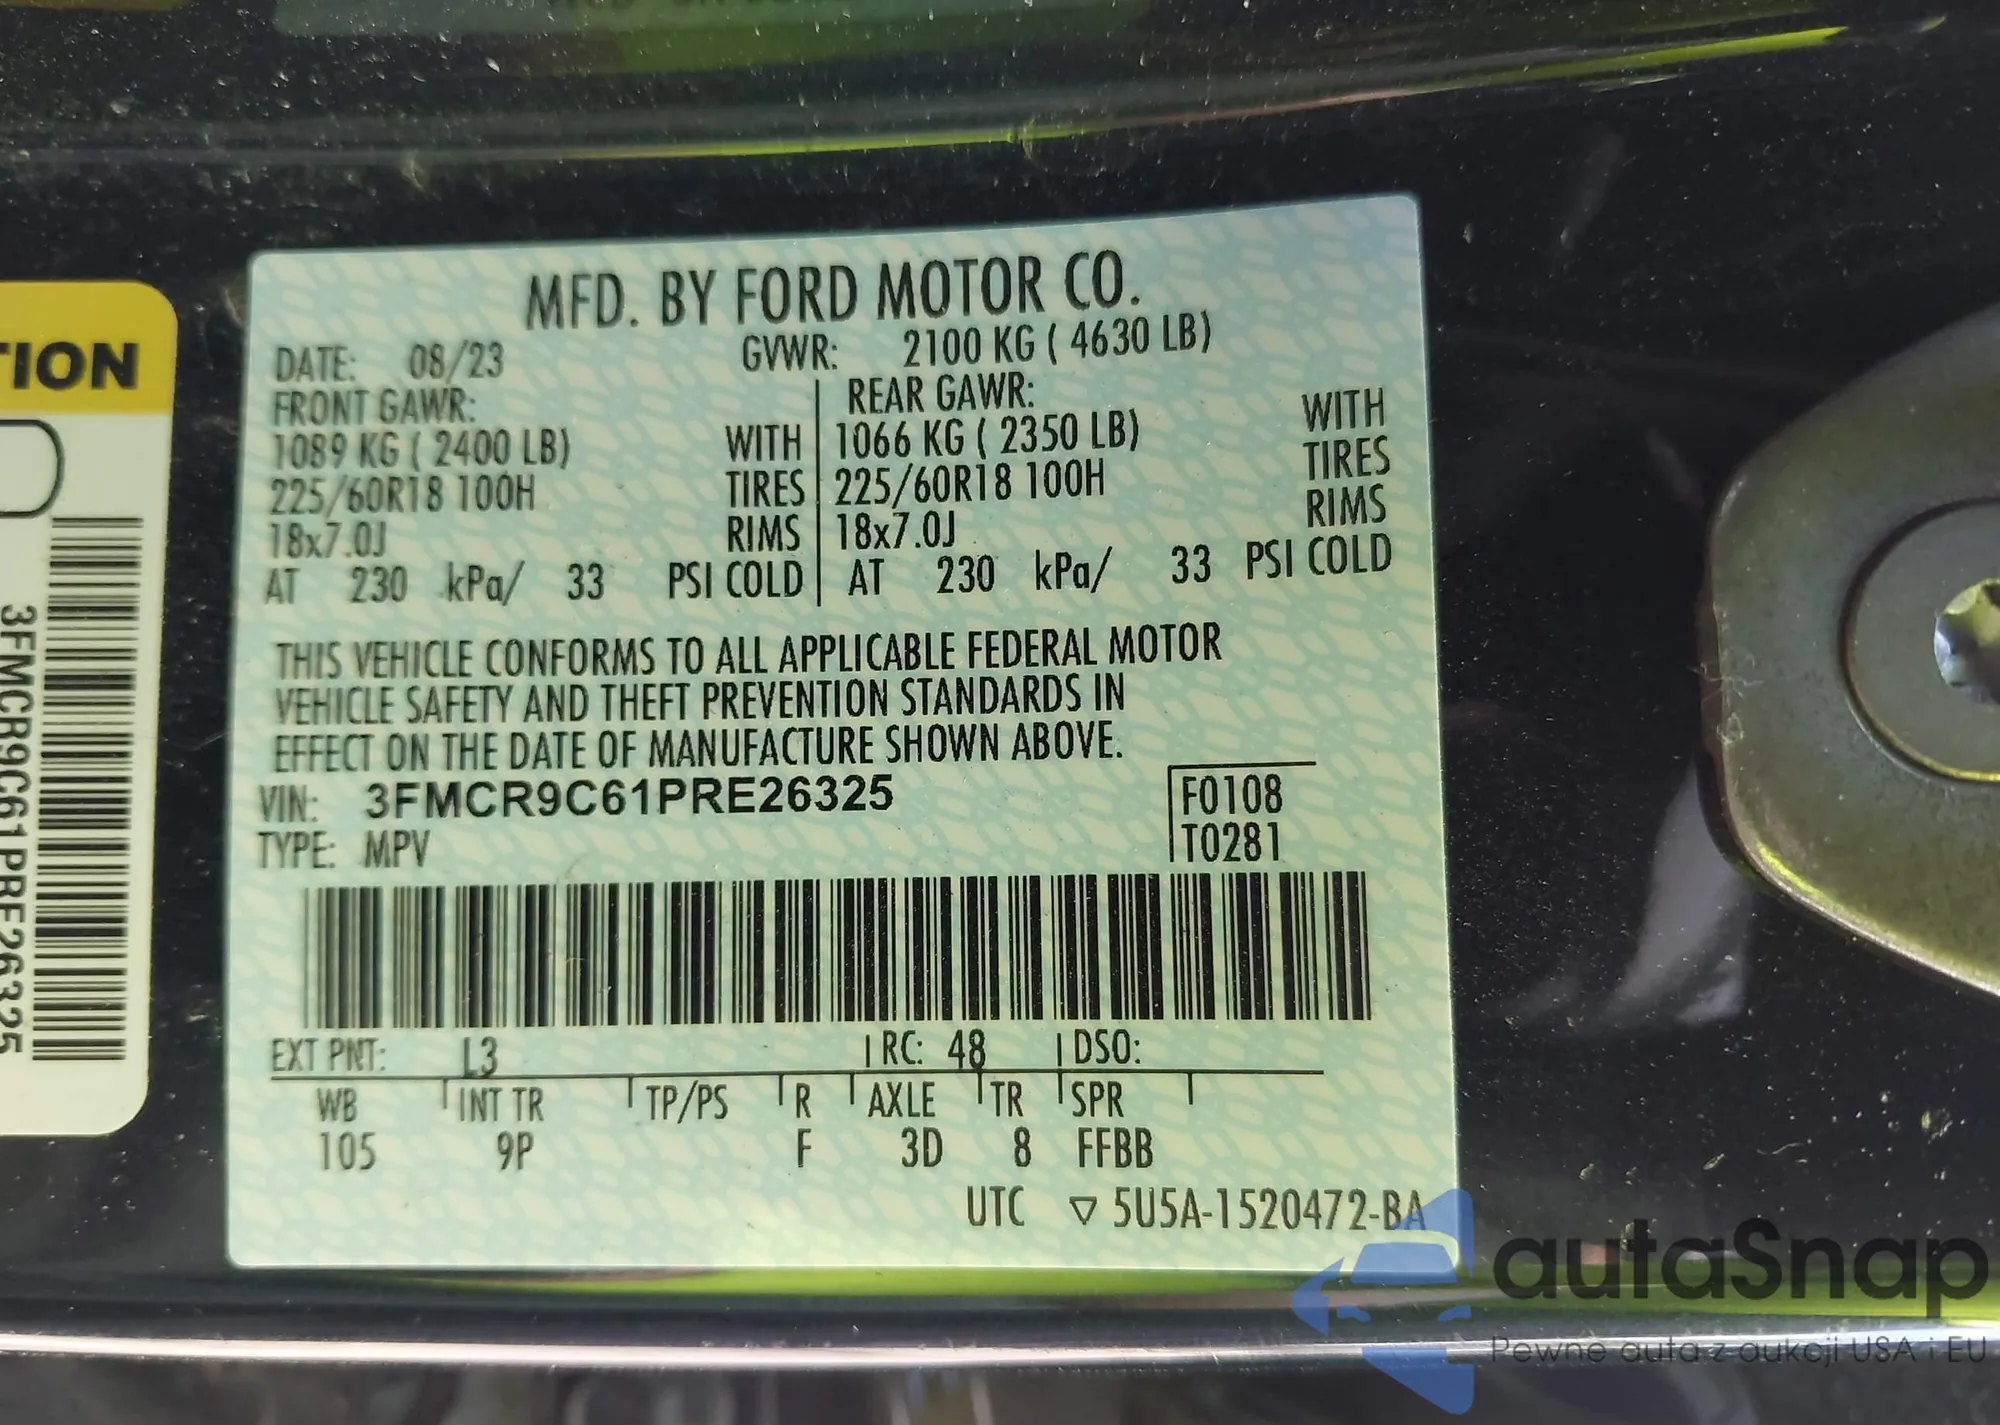 MFD. BY FORD MOTOR CO.
DATE: 08/23 GVWR: 2100 KG ( 4630 LB)
FRONT GAWR: REAR GAWR:
1089 KG ( 2400 LB) WITH 1066 KG ( 2350 LB) WITH
225/60R18 100H TIRES 225/60R18 100H TIRES
18x7.0J RIMS 18x7.0J RIMS
AT 230 kPa/ 33 PSI COLD AT 230 kPa/ 33 PSI COLD
THIS VEHICLE CONFORMS TO ALL APPLICABLE FEDERAL MOTOR
VEHICLE SAFETY AND THEFT PREVENTION STANDARDS IN
EFFECT ON THE DATE OF MANUFACTURE SHOWN ABOVE.
VIN: 3FMCR9C61PRE26325 F0108
TYPE: MPV T0281
EXT PNT: L3 RC: 48 DSO:
WB INT TR TP/PS R AXLE TR SPR
105 9P F 3D 8 FFBB
UTC ▽ 5U5A-1520472-BA
TION
3FMCR9C61PRE26325
autaSnap
Pewne auta z aukcji USA i EU